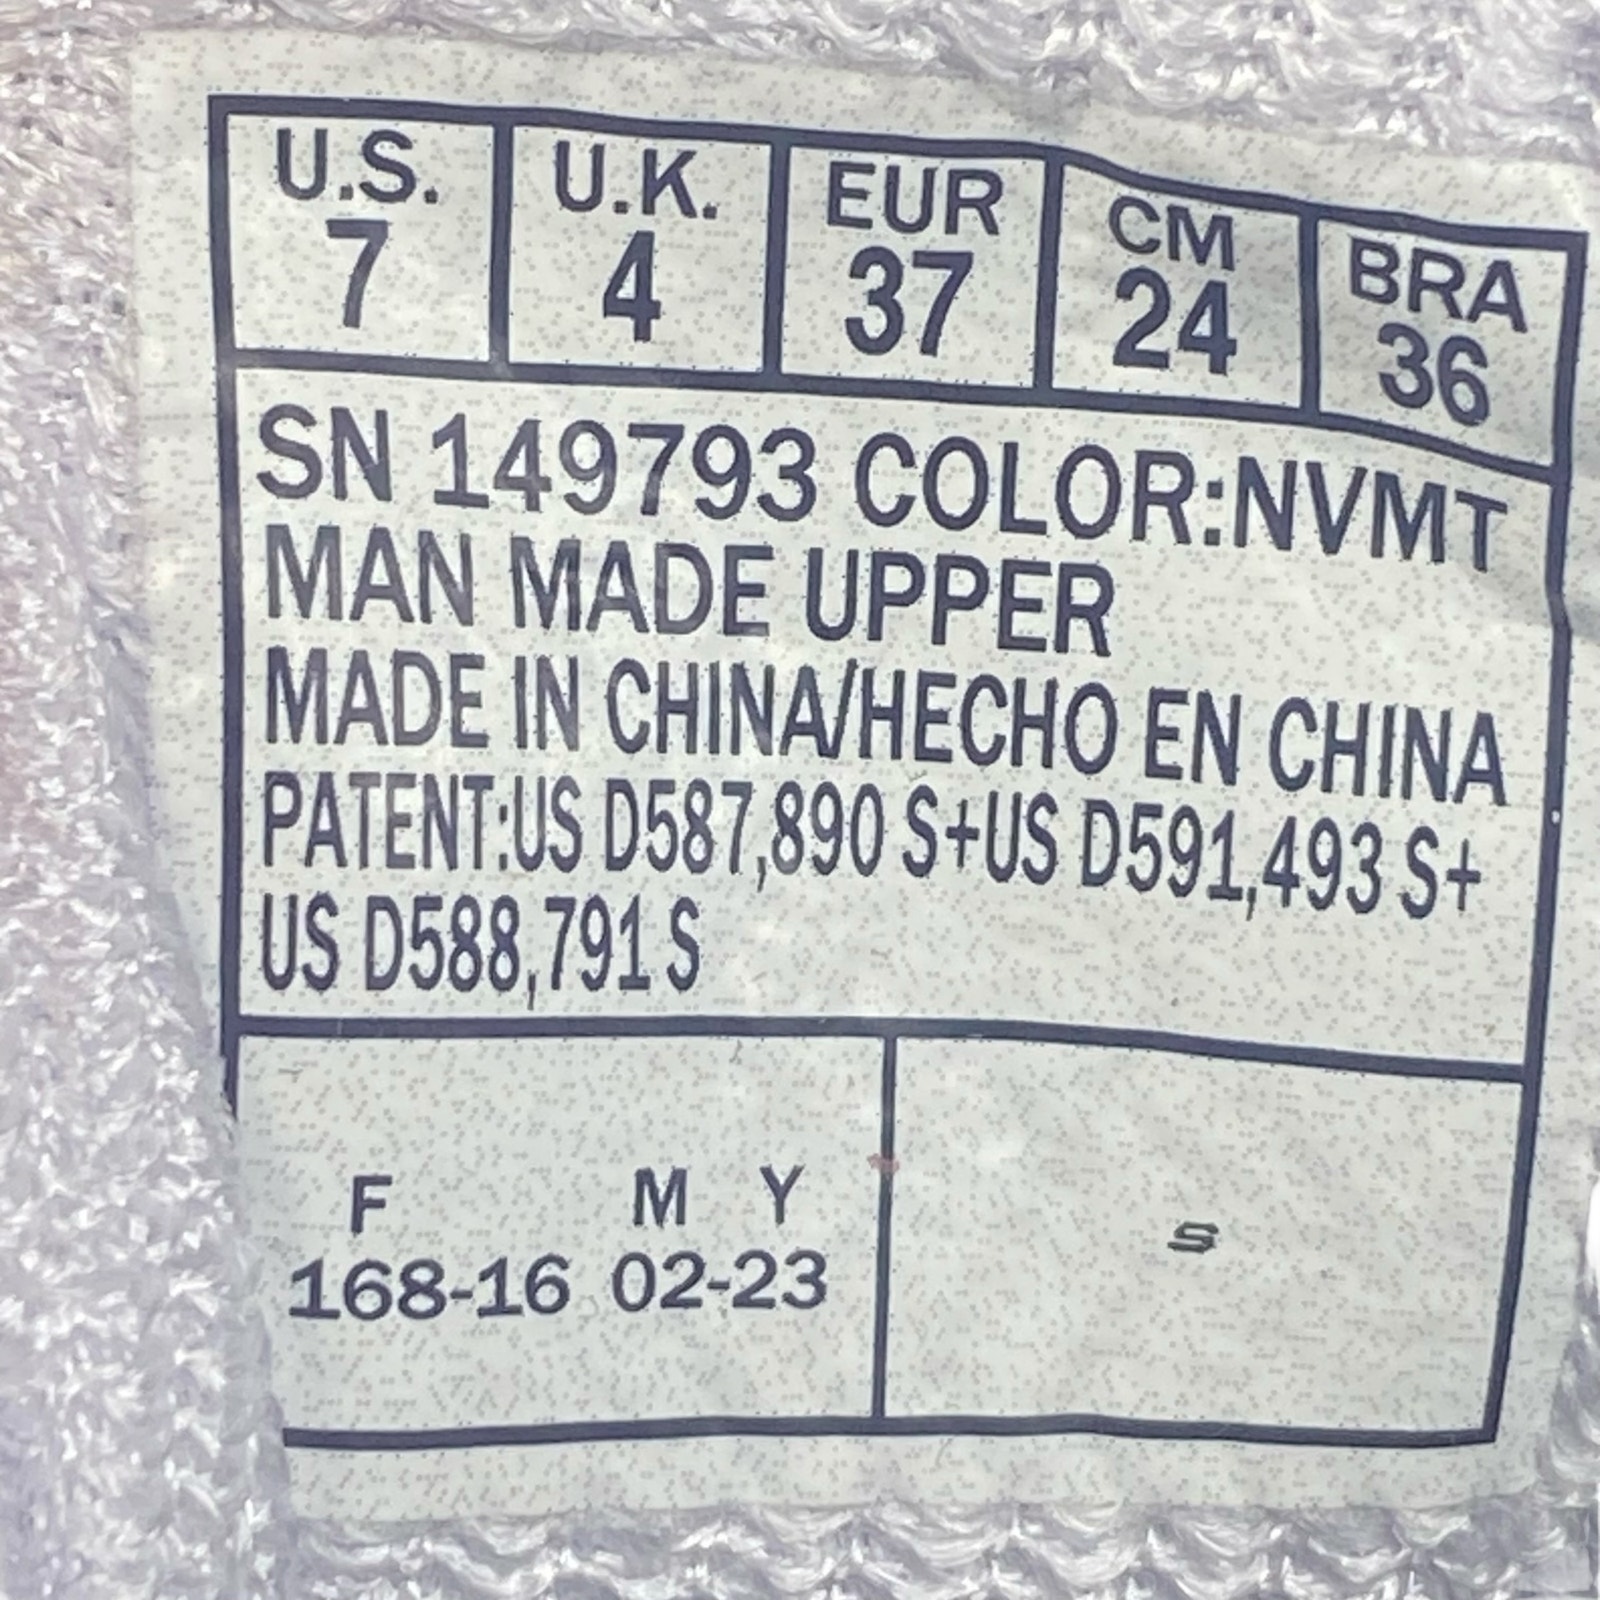 U.S. U.K. EUR CM BRA
7 4 37 24 36
SN 149793 COLOR:NVMT
MAN MADE UPPER
MADE IN CHINA/HECHO EN CHINA
PATENT:US D587,890 S+US D591,493 S+
US D588,791 S
F M Y
168-16 02-23
S